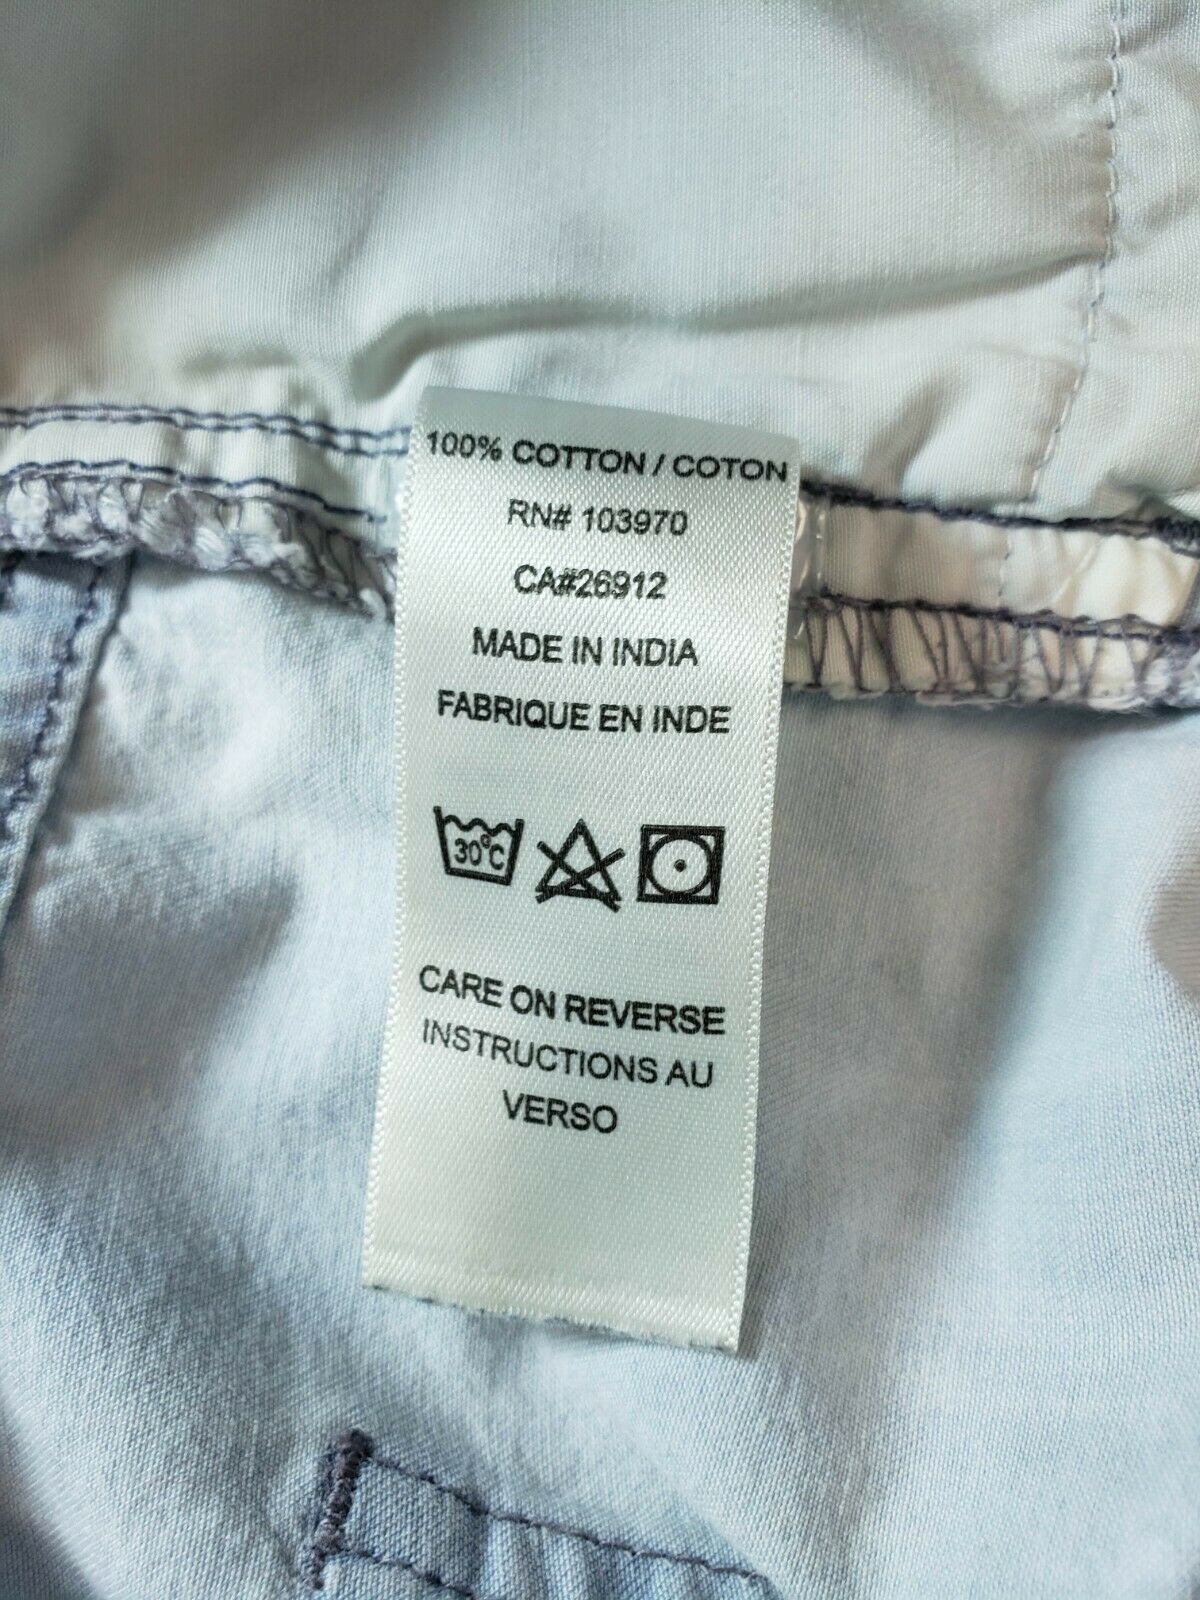 100% COTTON / COTON
RN# 103970
CA#26912
MADE IN INDIA
FABRIQUE EN INDE
30°C
CARE ON REVERSE
INSTRUCTIONS AU
VERSO